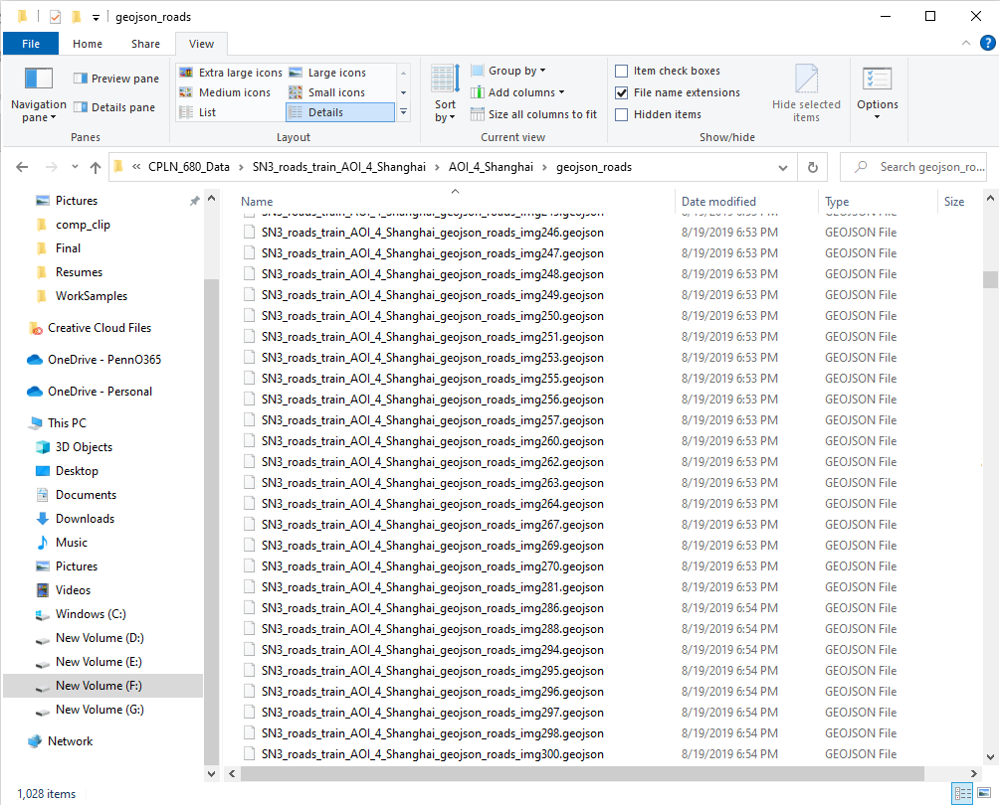 geojson_roads
File Home Share View
Navigation pane
Preview pane
Details pane
Panes
Extra large icons Large icons
Medium icons Small icons
List Details
Layout
Sort by
Group by
Add columns
Size all columns to fit
Current view
Item check boxes
File name extensions
Hidden items
Hide selected items
Show/hide
Options
« CPLN_680_Data > SN3_roads_train_AOI_4_Shanghai > AOI_4_Shanghai > geojson_roads
Search geojson_ro...
Pictures
comp_clip
Final
Resumes
WorkSamples
Creative Cloud Files
OneDrive - PennO365
OneDrive - Personal
This PC
3D Objects
Desktop
Documents
Downloads
Music
Pictures
Videos
Windows (C:)
New Volume (D:)
New Volume (E:)
New Volume (F:)
New Volume (G:)
Network
Name Date modified Type Size
SN3_roads_train_AOI_4_Shanghai_geojson_roads_img245.geojson 8/19/2019 6:53 PM GEOJSON File
SN3_roads_train_AOI_4_Shanghai_geojson_roads_img246.geojson 8/19/2019 6:53 PM GEOJSON File
SN3_roads_train_AOI_4_Shanghai_geojson_roads_img247.geojson 8/19/2019 6:53 PM GEOJSON File
SN3_roads_train_AOI_4_Shanghai_geojson_roads_img248.geojson 8/19/2019 6:53 PM GEOJSON File
SN3_roads_train_AOI_4_Shanghai_geojson_roads_img249.geojson 8/19/2019 6:53 PM GEOJSON File
SN3_roads_train_AOI_4_Shanghai_geojson_roads_img250.geojson 8/19/2019 6:53 PM GEOJSON File
SN3_roads_train_AOI_4_Shanghai_geojson_roads_img251.geojson 8/19/2019 6:53 PM GEOJSON File
SN3_roads_train_AOI_4_Shanghai_geojson_roads_img253.geojson 8/19/2019 6:53 PM GEOJSON File
SN3_roads_train_AOI_4_Shanghai_geojson_roads_img255.geojson 8/19/2019 6:53 PM GEOJSON File
SN3_roads_train_AOI_4_Shanghai_geojson_roads_img256.geojson 8/19/2019 6:53 PM GEOJSON File
SN3_roads_train_AOI_4_Shanghai_geojson_roads_img257.geojson 8/19/2019 6:53 PM GEOJSON File
SN3_roads_train_AOI_4_Shanghai_geojson_roads_img260.geojson 8/19/2019 6:53 PM GEOJSON File
SN3_roads_train_AOI_4_Shanghai_geojson_roads_img262.geojson 8/19/2019 6:53 PM GEOJSON File
SN3_roads_train_AOI_4_Shanghai_geojson_roads_img263.geojson 8/19/2019 6:53 PM GEOJSON File
SN3_roads_train_AOI_4_Shanghai_geojson_roads_img264.geojson 8/19/2019 6:53 PM GEOJSON File
SN3_roads_train_AOI_4_Shanghai_geojson_roads_img267.geojson 8/19/2019 6:53 PM GEOJSON File
SN3_roads_train_AOI_4_Shanghai_geojson_roads_img269.geojson 8/19/2019 6:53 PM GEOJSON File
SN3_roads_train_AOI_4_Shanghai_geojson_roads_img270.geojson 8/19/2019 6:53 PM GEOJSON File
SN3_roads_train_AOI_4_Shanghai_geojson_roads_img281.geojson 8/19/2019 6:53 PM GEOJSON File
SN3_roads_train_AOI_4_Shanghai_geojson_roads_img286.geojson 8/19/2019 6:54 PM GEOJSON File
SN3_roads_train_AOI_4_Shanghai_geojson_roads_img288.geojson 8/19/2019 6:54 PM GEOJSON File
SN3_roads_train_AOI_4_Shanghai_geojson_roads_img294.geojson 8/19/2019 6:54 PM GEOJSON File
SN3_roads_train_AOI_4_Shanghai_geojson_roads_img295.geojson 8/19/2019 6:54 PM GEOJSON File
SN3_roads_train_AOI_4_Shanghai_geojson_roads_img296.geojson 8/19/2019 6:54 PM GEOJSON File
SN3_roads_train_AOI_4_Shanghai_geojson_roads_img297.geojson 8/19/2019 6:54 PM GEOJSON File
SN3_roads_train_AOI_4_Shanghai_geojson_roads_img298.geojson 8/19/2019 6:54 PM GEOJSON File
SN3_roads_train_AOI_4_Shanghai_geojson_roads_img300.geojson 8/19/2019 6:54 PM GEOJSON File
1,028 items